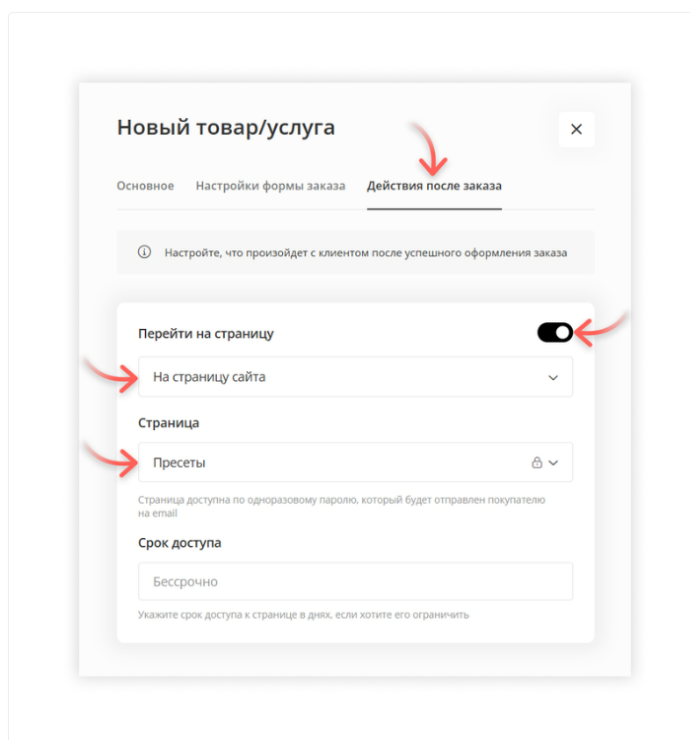 Новый товар/услуга
Основное Настройки формы заказа Действия после заказа
Настройте, что произойдет с клиентом после успешного оформления заказа
Перейти на страницу
На страницу сайта
Страница
Пресеты
Страница доступна по одноразовому паролю, который будет отправлен покупателю
на email
Срок доступа
Бессрочно
Укажите срок доступа к странице в днях, если хотите его ограничить